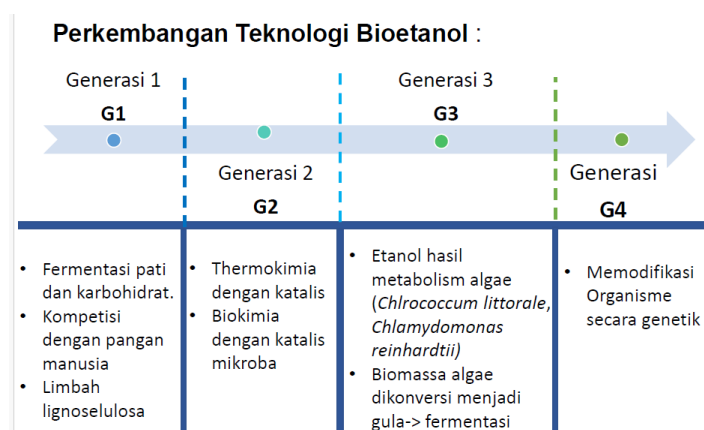 Perkembangan Teknologi Bioetanol :
Generasi 1
G1
Generasi 2
G2
Generasi 3
G3
Generasi
G4
• Fermentasi pati
dan karbohidrat.
• Kompetisi
dengan pangan
manusia
• Limbah
lignoselulosa
• Thermokimia
dengan katalis
• Biokimia
dengan katalis
mikroba
• Etanol hasil
metabolism algae
(Chlrococcum littorale,
Chlamydomonas
reinhardtii)
• Biomassa algae
dikonversi menjadi
gula-> fermentasi
• Memodifikasi
Organisme
secara genetik